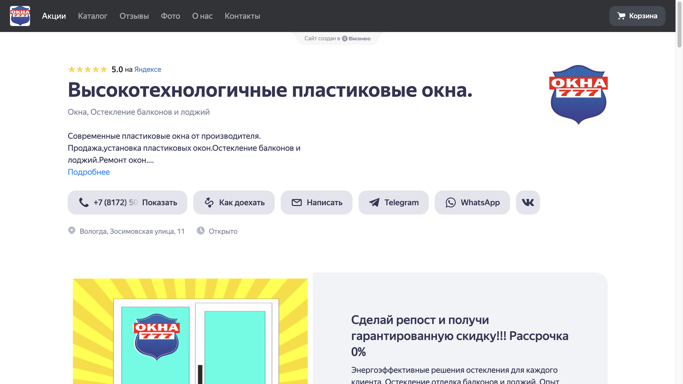 ОКНА
777
Акции
Каталог
Отзывы
Фото
О нас
Контакты
Корзина
Сайт создан в Яндекс Бизнес
5.0 на Яндексе
Высокотехнологичные пластиковые окна.
Окна, Остекление балконов и лоджий
ОКНА
777
Современные пластиковые окна от производителя.
Продажа,установка пластиковых окон.Остекление балконов и
лоджий.Ремонт окон....
Подробнее
+7 (8172) 50 Показать
Как доехать
Написать
Telegram
WhatsApp
Вологда, Зосимовская улица, 11
Открыто
ОКНА
777
Сделай репост и получи
гарантированную скидку!!! Рассрочка
0%
Энергоэффективные решения остекления для каждого
клиента. Остекление отделка балконов и лоджий. Опыт